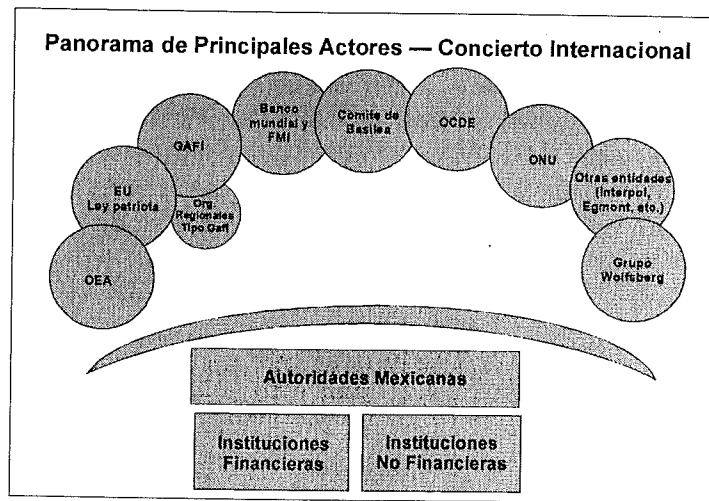 Panorama de Principales Actores — Concierto Internacional
OEA
EU
Ley patriota
GAFI
Org.
Regionales
Tipo Gafi
Banco
mundial y
FMI
Comité de
Basilea
OCDE
ONU
Otras entidades
(Interpol,
Egmont, etc.)
Grupo
Wolfsberg
Autoridades Mexicanas
Instituciones
Financieras
Instituciones
No Financieras